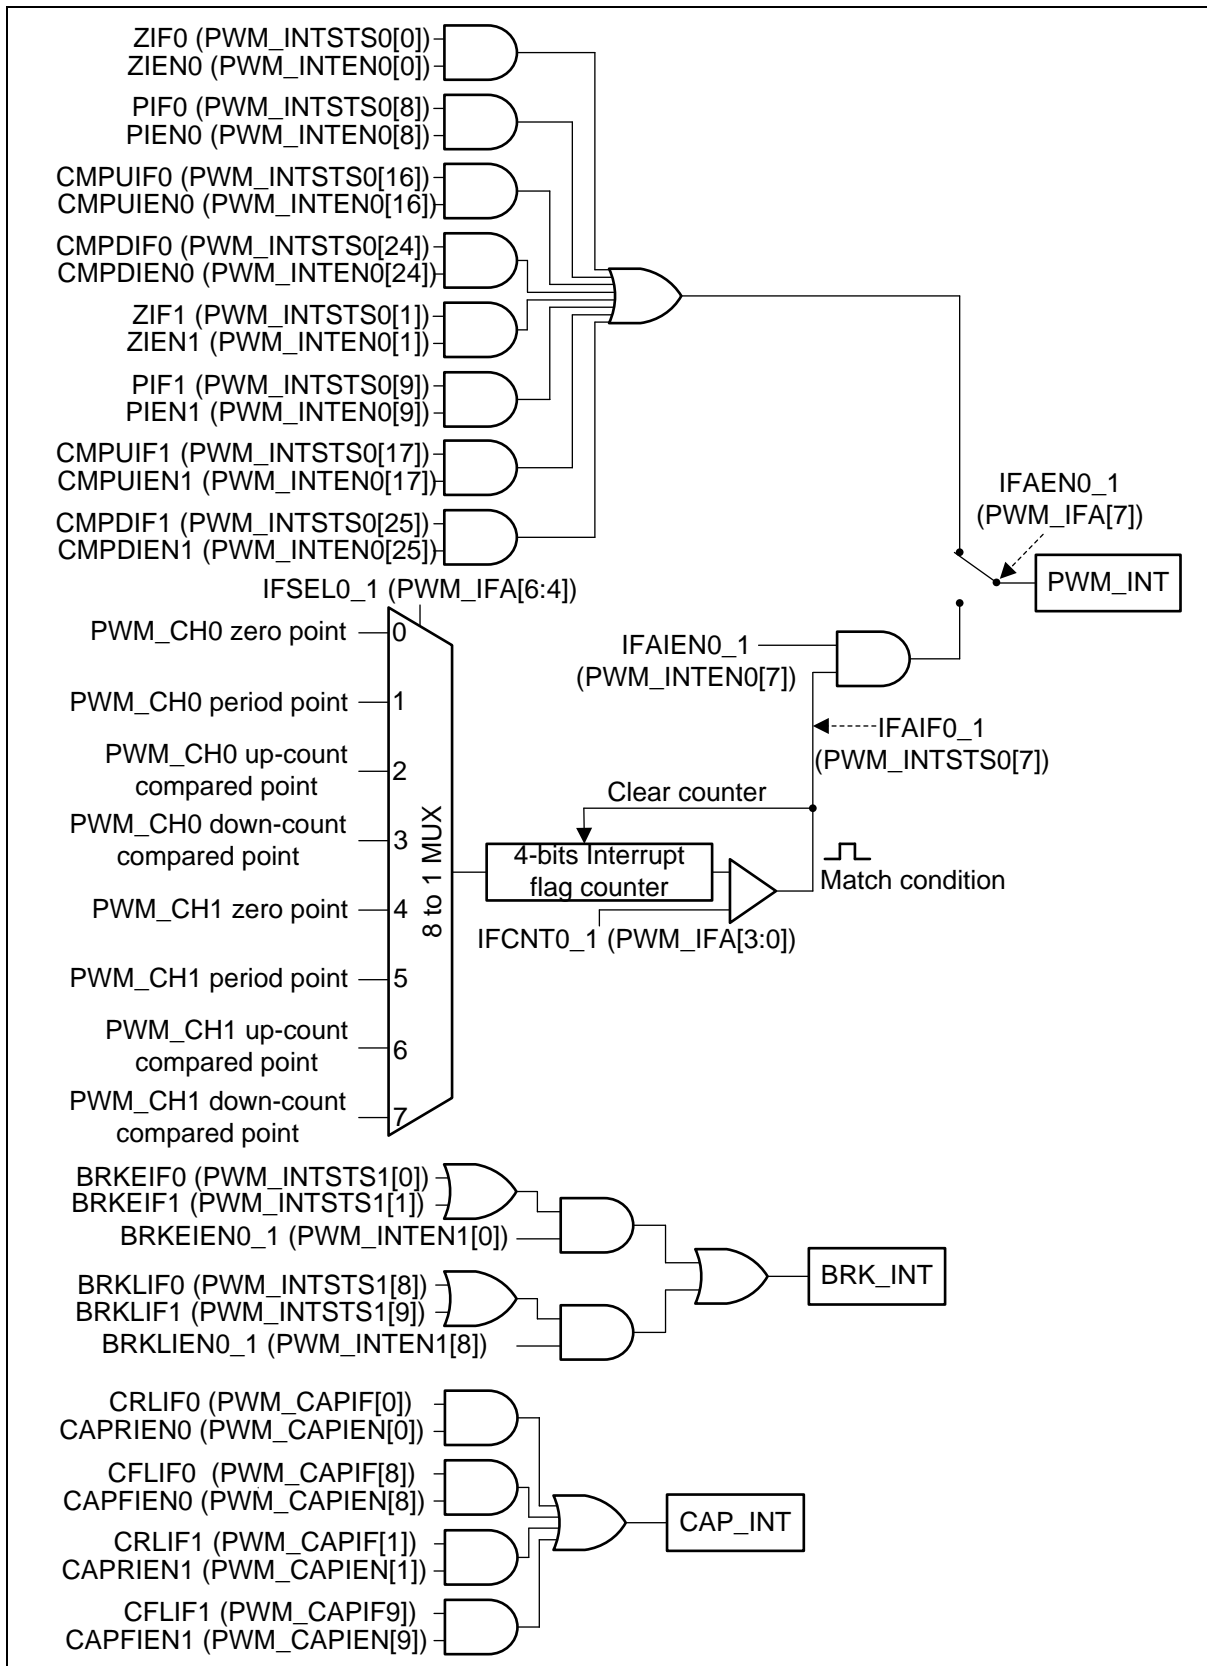 ZIF0 (PWM_INTSTS0[0])
ZIEN0 (PWM_INTEN0[0])
PIF0 (PWM_INTSTS0[8])
PIEN0 (PWM_INTEN0[8])
CMPUIF0 (PWM_INTSTS0[16])
CMPUIEN0 (PWM_INTEN0[16])
CMPDIF0 (PWM_INTSTS0[24])
CMPDIEN0 (PWM_INTEN0[24])
ZIF1 (PWM_INTSTS0[1])
ZIEN1 (PWM_INTEN0[1])
PIF1 (PWM_INTSTS0[9])
PIEN1 (PWM_INTEN0[9])
CMPUIF1 (PWM_INTSTS0[17])
CMPUIEN1 (PWM_INTEN0[17])
CMPDIF1 (PWM_INTSTS0[25])
CMPDIEN1 (PWM_INTEN0[25])
IFAEN0_1
(PWM_IFA[7])
PWM_INT
IFSEL0_1 (PWM_IFA[6:4])
PWM_CH0 zero point
0
PWM_CH0 period point
1
PWM_CH0 up-count
compared point
2
PWM_CH0 down-count
compared point
3
PWM_CH1 zero point
4
PWM_CH1 period point
5
PWM_CH1 up-count
compared point
6
PWM_CH1 down-count
compared point
7
8 to 1 MUX
IFAIEN0_1
(PWM_INTEN0[7])
IFAIF0_1
(PWM_INTSTS0[7])
Clear counter
4-bits Interrupt
flag counter
Match condition
IFCNT0_1 (PWM_IFA[3:0])
BRKEIF0 (PWM_INTSTS1[0])
BRKEIF1 (PWM_INTSTS1[1])
BRKEIEN0_1 (PWM_INTEN1[0])
BRKLIF0 (PWM_INTSTS1[8])
BRKLIF1 (PWM_INTSTS1[9])
BRKLIEN0_1 (PWM_INTEN1[8])
BRK_INT
CRLIF0 (PWM_CAPIF[0])
CAPRIEN0 (PWM_CAPIEN[0])
CFLIF0 (PWM_CAPIF[8])
CAPFIEN0 (PWM_CAPIEN[8])
CRLIF1 (PWM_CAPIF[1])
CAPRIEN1 (PWM_CAPIEN[1])
CFLIF1 (PWM_CAPIF9])
CAPFIEN1 (PWM_CAPIEN[9])
CAP_INT